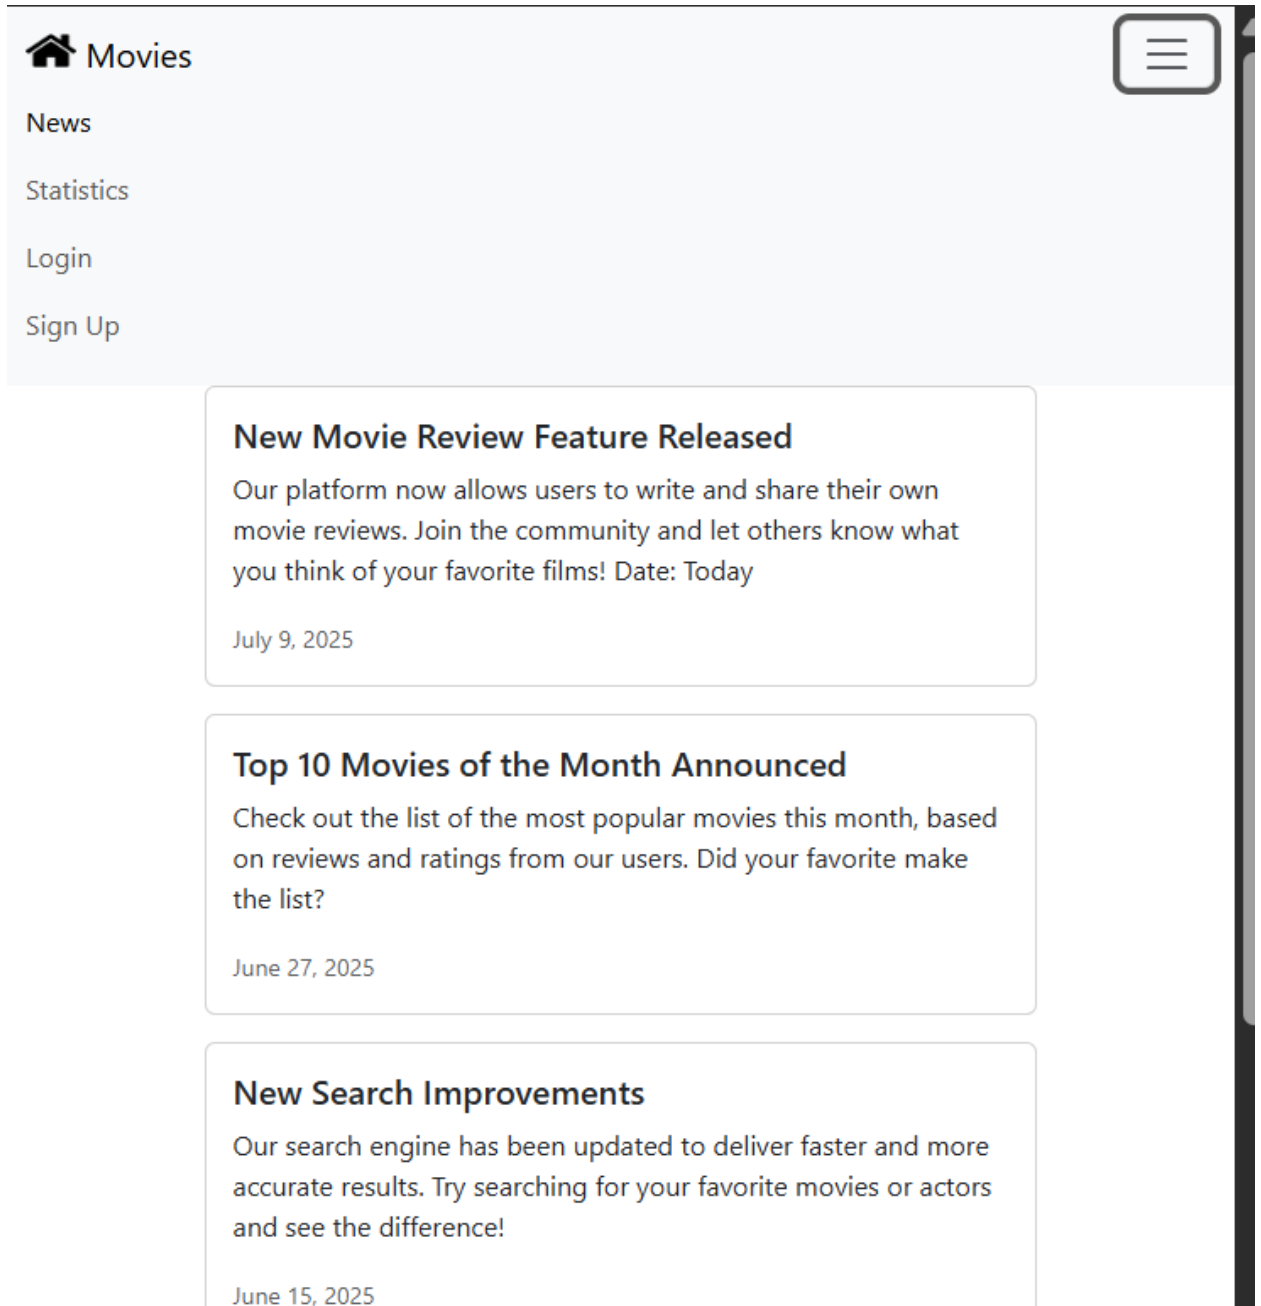 Movies
News
Statistics
Login
Sign Up
New Movie Review Feature Released
Our platform now allows users to write and share their own
movie reviews. Join the community and let others know what
you think of your favorite films! Date: Today
July 9, 2025
Top 10 Movies of the Month Announced
Check out the list of the most popular movies this month, based
on reviews and ratings from our users. Did your favorite make
the list?
June 27, 2025
New Search Improvements
Our search engine has been updated to deliver faster and more
accurate results. Try searching for your favorite movies or actors
and see the difference!
June 15, 2025